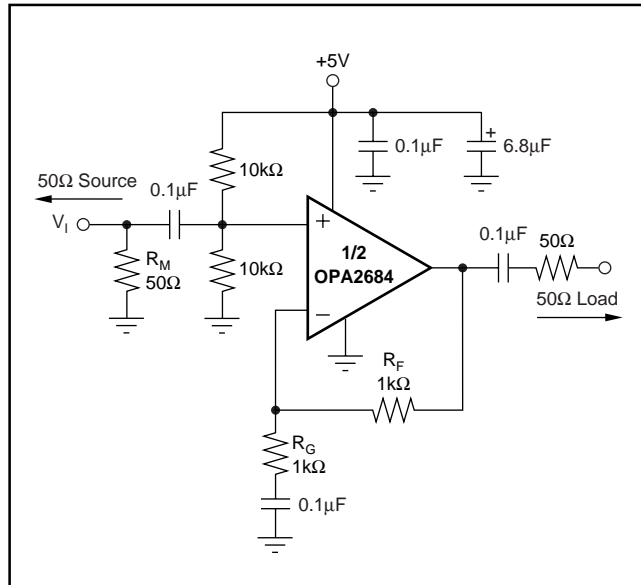 +5V
0.1µF
+
6.8µF
50Ω Source
0.1µF
10kΩ
V_I
+
1/2
OPA2684
0.1µF
50Ω
R_M
50Ω
10kΩ
−
50Ω Load
R_F
1kΩ
R_G
1kΩ
0.1µF